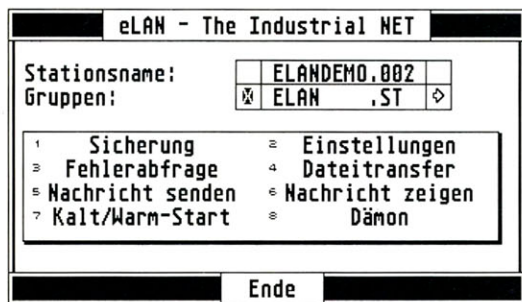 eLAN - The Industrial NET
Stationsname: ELANDEMO.002
Gruppen: ELAN .ST
1 Sicherung 2 Einstellungen
3 Fehlerabfrage 4 Dateitransfer
5 Nachricht senden 6 Nachricht zeigen
7 Kalt/Warm-Start 8 Dämon
Ende